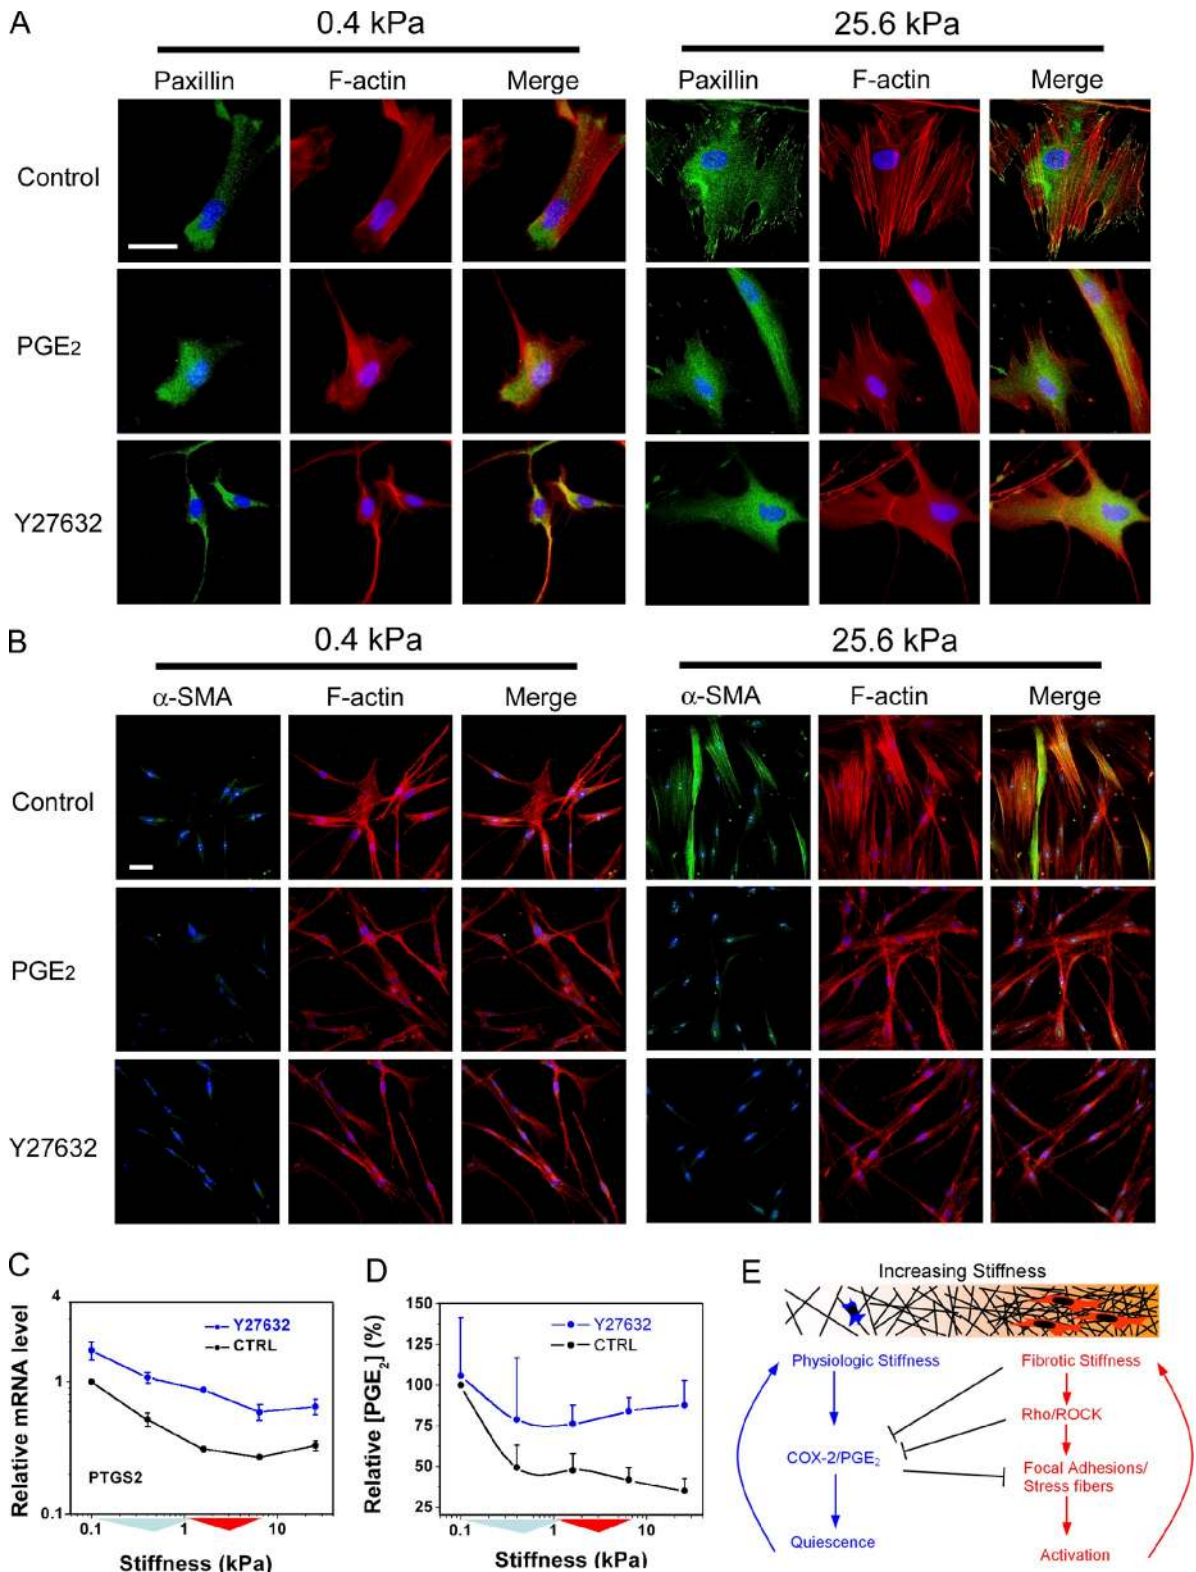 A
0.4 kPa
25.6 kPa
Paxillin F-actin Merge Paxillin F-actin Merge
Control
PGE2
Y27632
B
0.4 kPa
25.6 kPa
α-SMA F-actin Merge α-SMA F-actin Merge
Control
PGE2
Y27632
C
Relative mRNA level
4
1
0.1
Y27632
CTRL
PTGS2
0.1 1 10
Stiffness (kPa)
D
Relative [PGE2] (%)
150
125
100
75
50
25
Y27632
CTRL
0.1 1 10
Stiffness (kPa)
E
Increasing Stiffness
Physiologic Stiffness
Fibrotic Stiffness
Rho/ROCK
COX-2/PGE2
Focal Adhesions/
Stress fibers
Quiescence
Activation